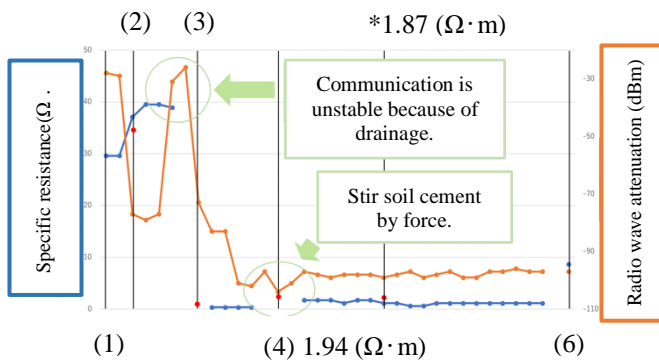 (2)
(3)
*1.87 (Ω· m)
Specific resistance(Ω .
50
40
30
20
10
0
Communication is
unstable because of
drainage.
Stir soil cement
by force.
-30
-50
-70
-90
-110
Radio wave attenuation (dBm)
(1)
(4) 1.94 (Ω· m)
(6)